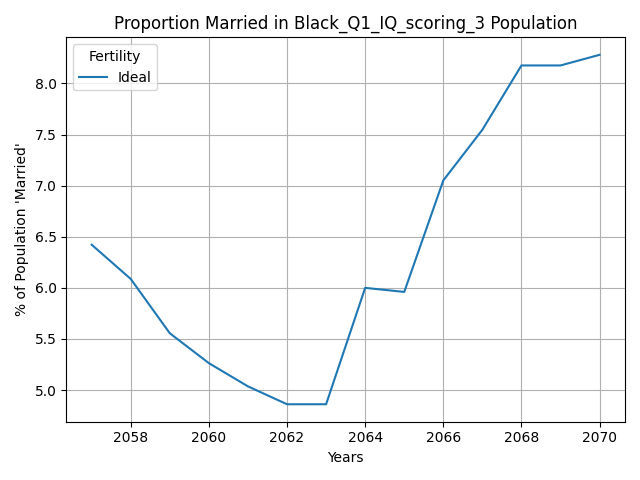 Proportion Married in Black_Q1_IQ_scoring_3 Population
Fertility
Ideal
% of Population 'Married'
8.0
7.5
7.0
6.5
6.0
5.5
5.0
2058 2060 2062 2064 2066 2068 2070
Years